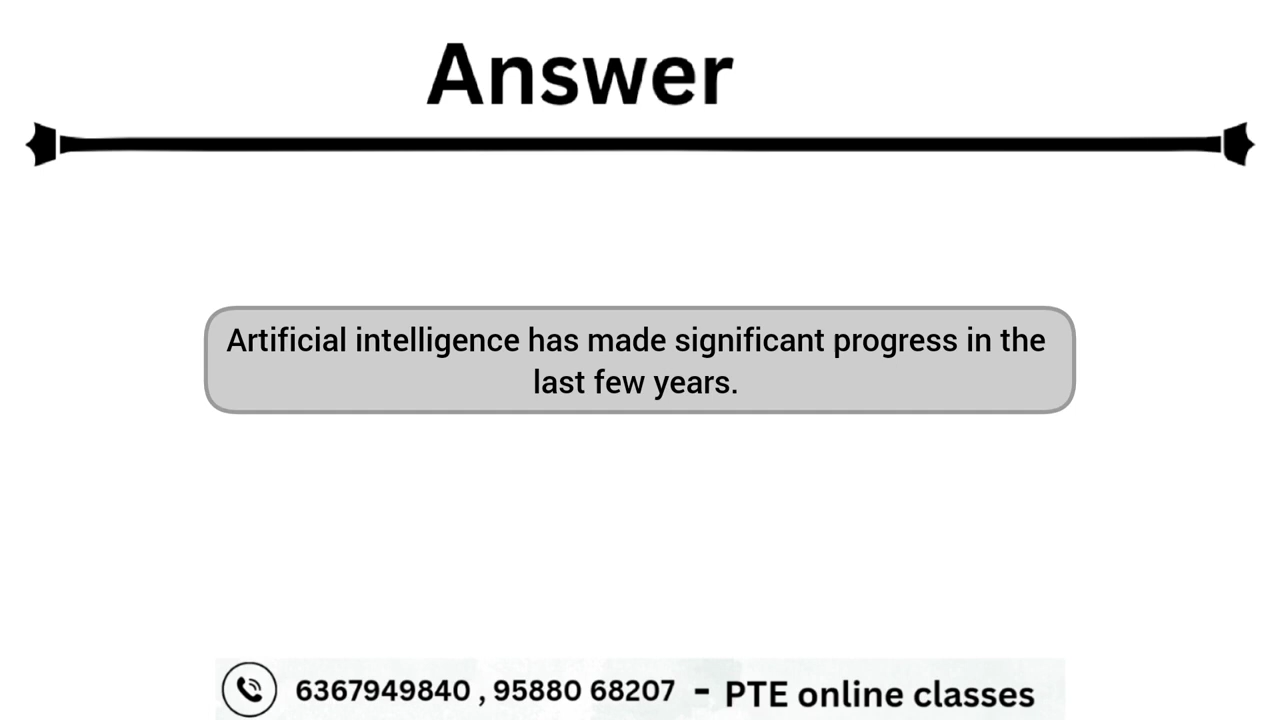 Answer
Artificial intelligence has made significant progress in the
last few years.
6367949840 , 95880 68207 - PTE online classes